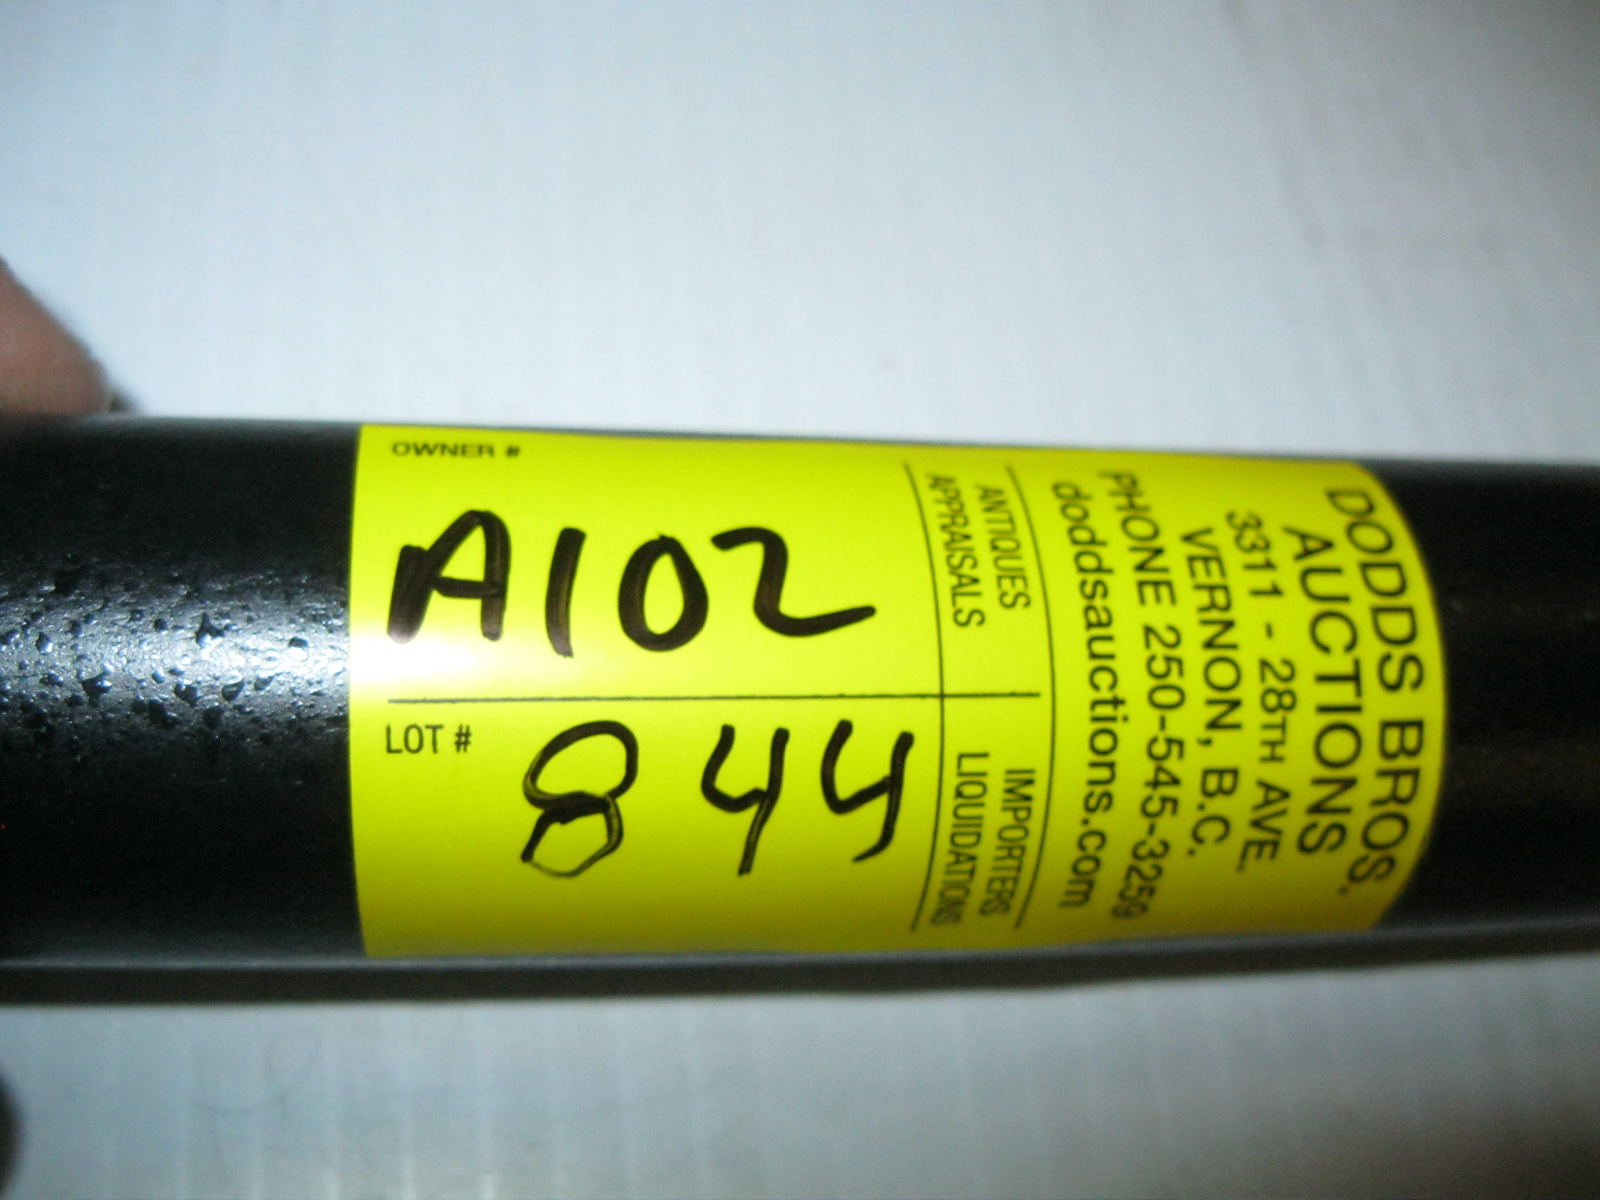 DODDS BROS.
AUCTIONS
3311 - 28TH AVE.
VERNON, B.C.
PHONE 250-545-3259
doddsauctions.com
ANTIQUES
APPRAISALS
IMPORTERS
LIQUIDATIONS
OWNER #
A102
LOT #
844